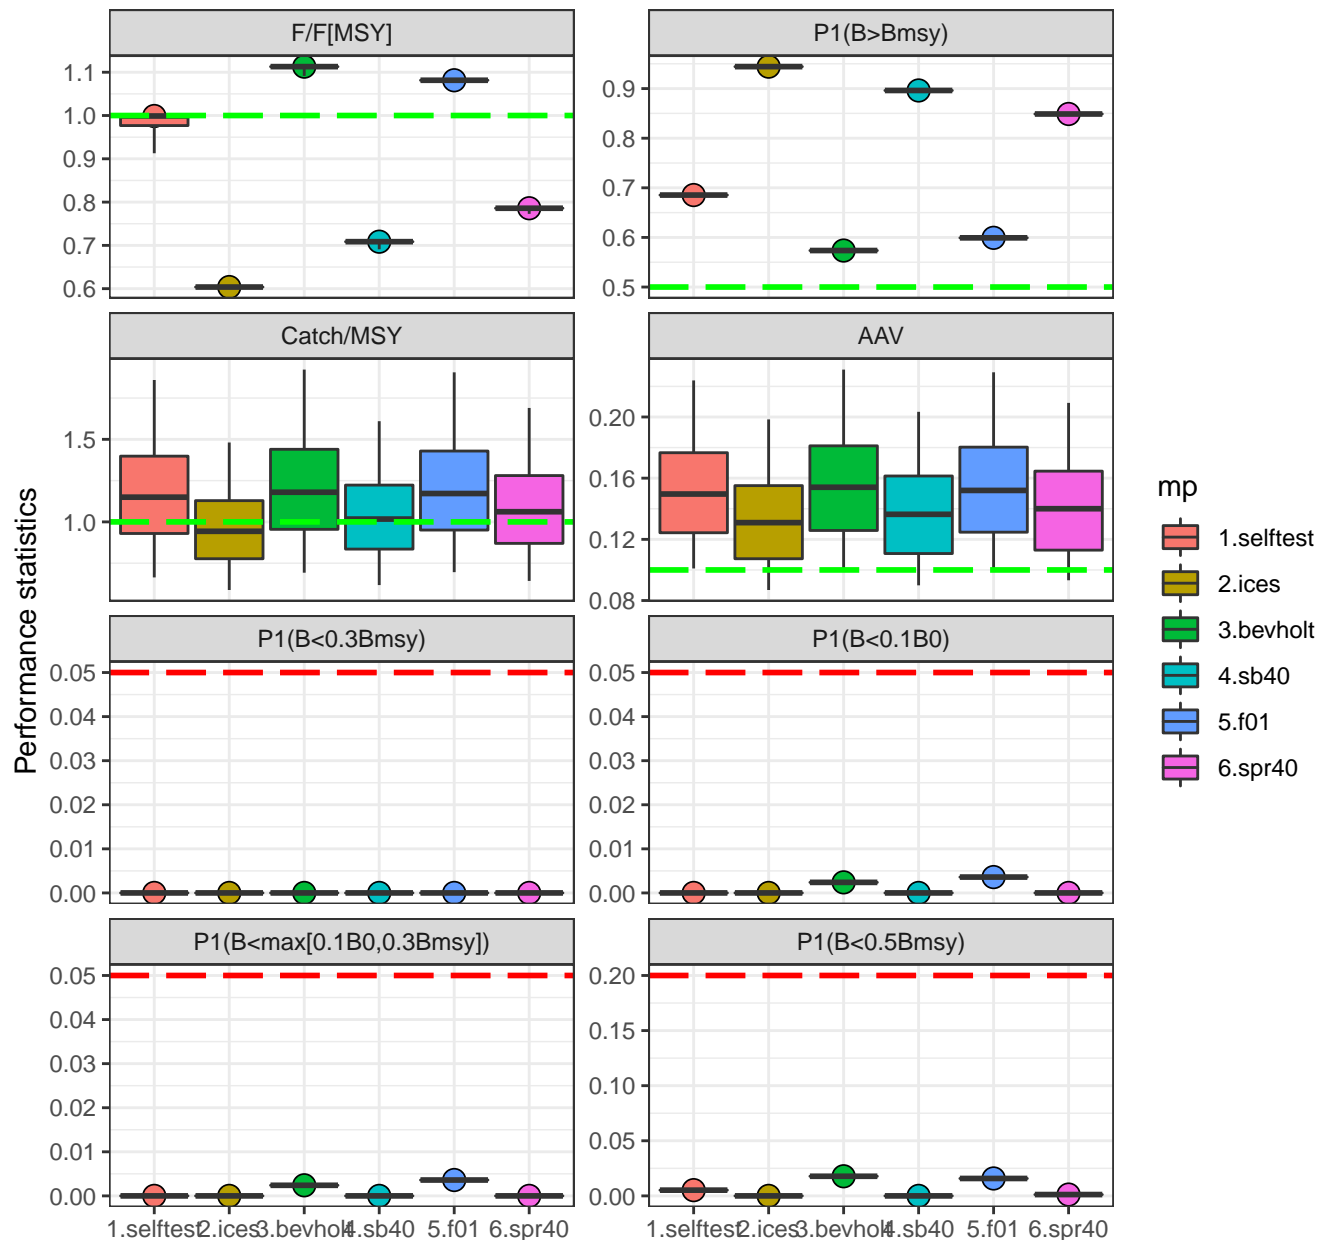 F/F[MSY]
P1(B>Bmsy)
1.1
1.0
0.9
0.8
0.7
0.6
0.9
0.8
0.7
0.6
0.5
Catch/MSY
AAV
1.5
1.0
0.20
0.16
0.12
0.08
P1(B<0.3Bmsy)
P1(B<0.1B0)
0.05
0.04
0.03
0.02
0.01
0.00
0.05
0.04
0.03
0.02
0.01
0.00
P1(B<max[0.1B0,0.3Bmsy])
P1(B<0.5Bmsy)
0.05
0.04
0.03
0.02
0.01
0.00
0.20
0.15
0.10
0.05
0.00
1.selftest 2.ices 3.bevholt 4.sb40 5.f01 6.spr40
1.selftest 2.ices 3.bevholt 4.sb40 5.f01 6.spr40
Performance statistics
mp
1.selftest
2.ices
3.bevholt
4.sb40
5.f01
6.spr40